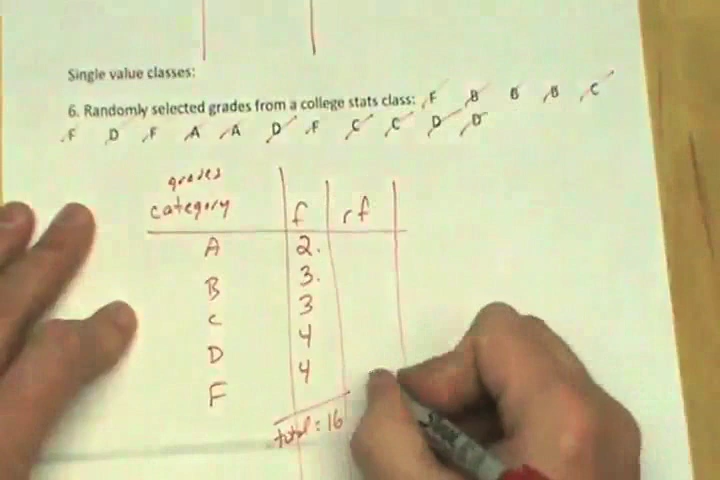 Single value classes:
6. Randomly selected grades from a college stats class: F B B B C
F D F A A D F C C D D
grades
category f rf
A 2
B 3
C 3
D 4
F 4
total: 16